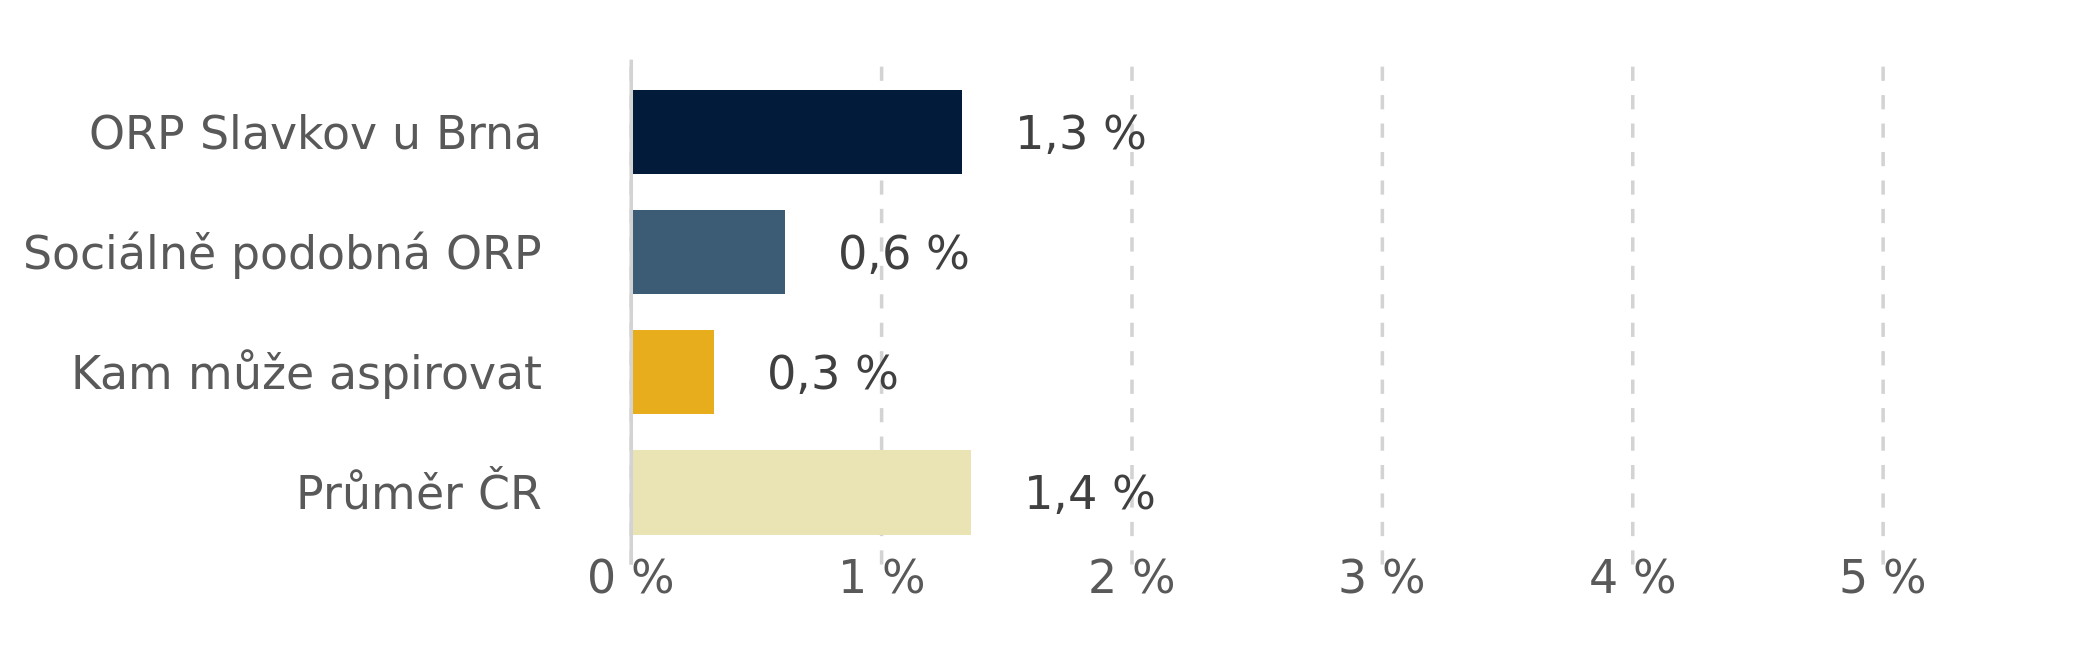 ORP Slavkov u Brna 1,3 %
Sociálně podobná ORP 0,6 %
Kam může aspirovat 0,3 %
Průměr ČR 1,4 %
0 % 1 % 2 % 3 % 4 % 5 %